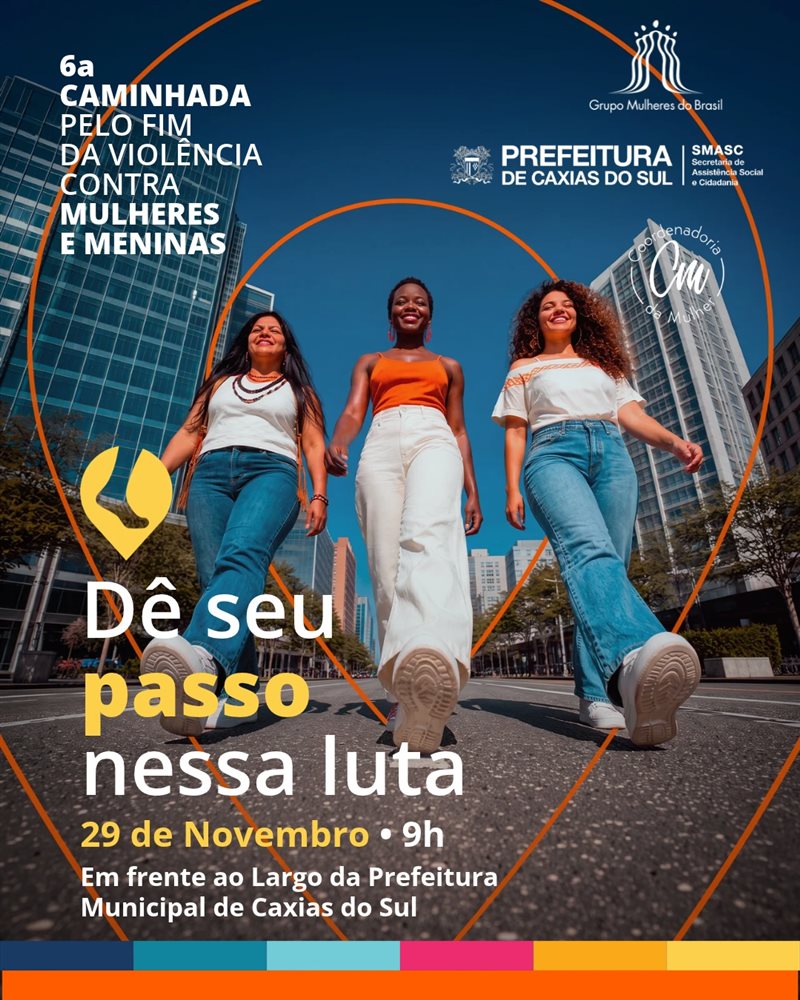 6a
CAMINHADA
PELO FIM
DA VIOLÊNCIA
CONTRA
MULHERES
E MENINAS
Grupo Mulheres do Brasil
PREFEITURA
DE CAXIAS DO SUL
SMASC
Secretaria de
Assistência Social
e Cidadania
Coordenadoria
Cm
da Mulher
Dê seu
passo
nessa luta
29 de Novembro • 9h
Em frente ao Largo da Prefeitura
Municipal de Caxias do Sul